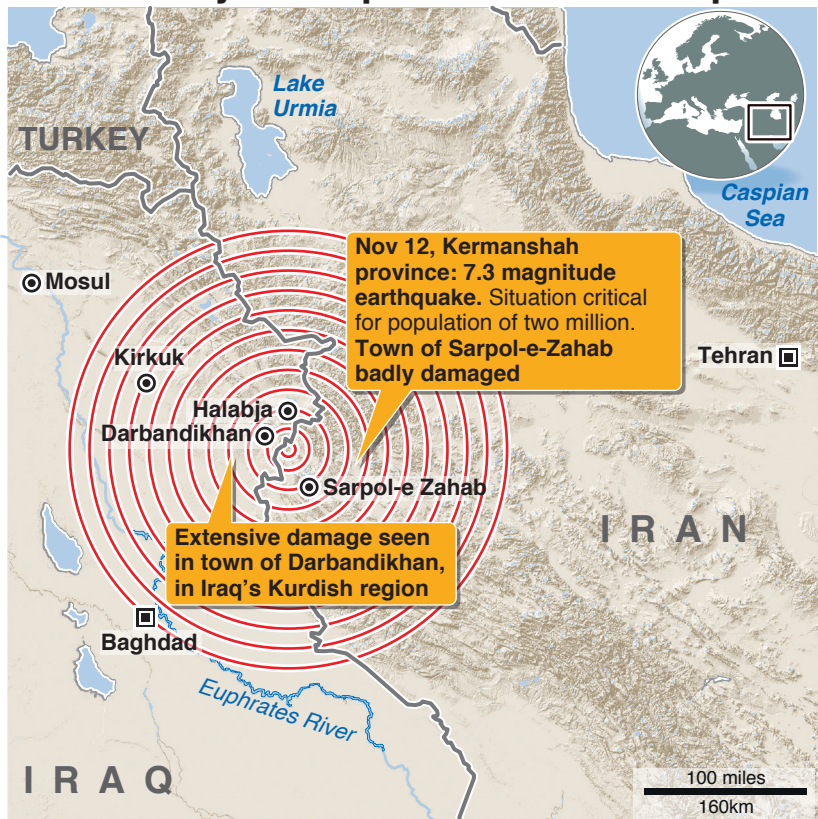 Lake
Urmia
TURKEY
Caspian
Sea
Nov 12, Kermanshah
province: 7.3 magnitude
earthquake. Situation critical
for population of two million.
Town of Sarpol-e-Zahab
badly damaged
Mosul
Kirkuk
Tehran
Halabja
Darbandikhan
Sarpol-e Zahab
IRAN
Extensive damage seen
in town of Darbandikhan,
in Iraq's Kurdish region
Baghdad
Euphrates River
IRAQ
100 miles
160km